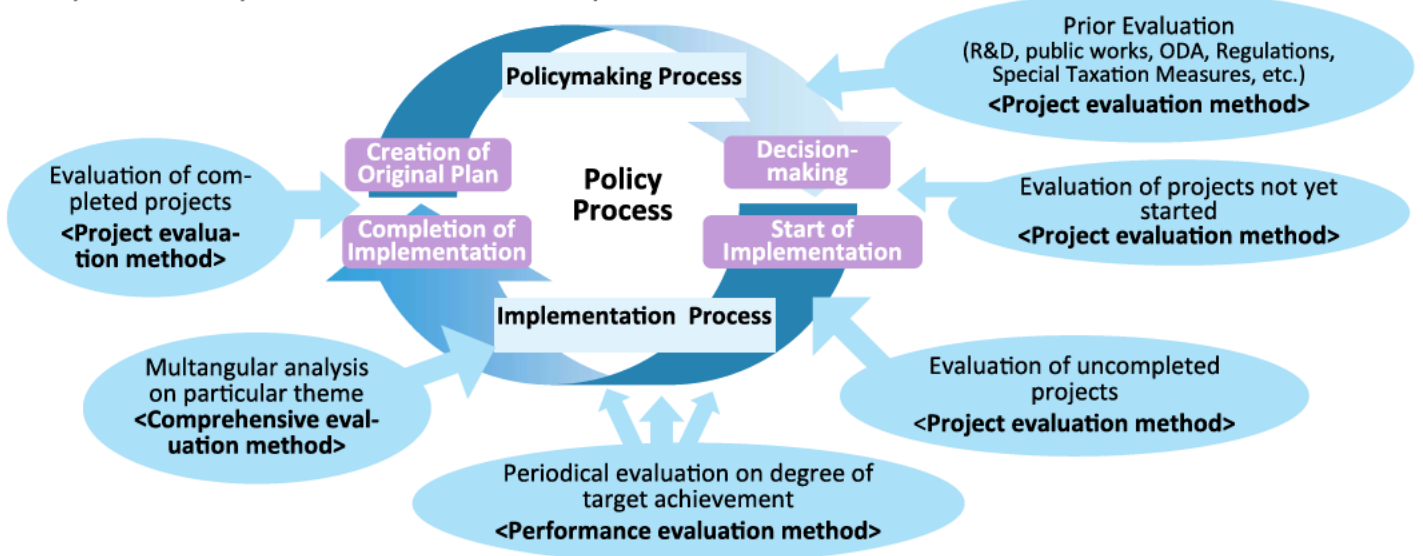 Prior Evaluation
(R&D, public works, ODA, Regulations,
Special Taxation Measures, etc.)
<Project evaluation method>
Policymaking Process
Creation of
Original Plan
Decision-
making
Policy
Process
Evaluation of com-
pleted projects
<Project evalua-
tion method>
Evaluation of projects not yet
started
<Project evaluation method>
Completion of
Implementation
Start of
Implementation
Implementation Process
Multangular analysis
on particular theme
<Comprehensive eval-
uation method>
Evaluation of uncompleted
projects
<Project evaluation method>
Periodical evaluation on degree of
target achievement
<Performance evaluation method>